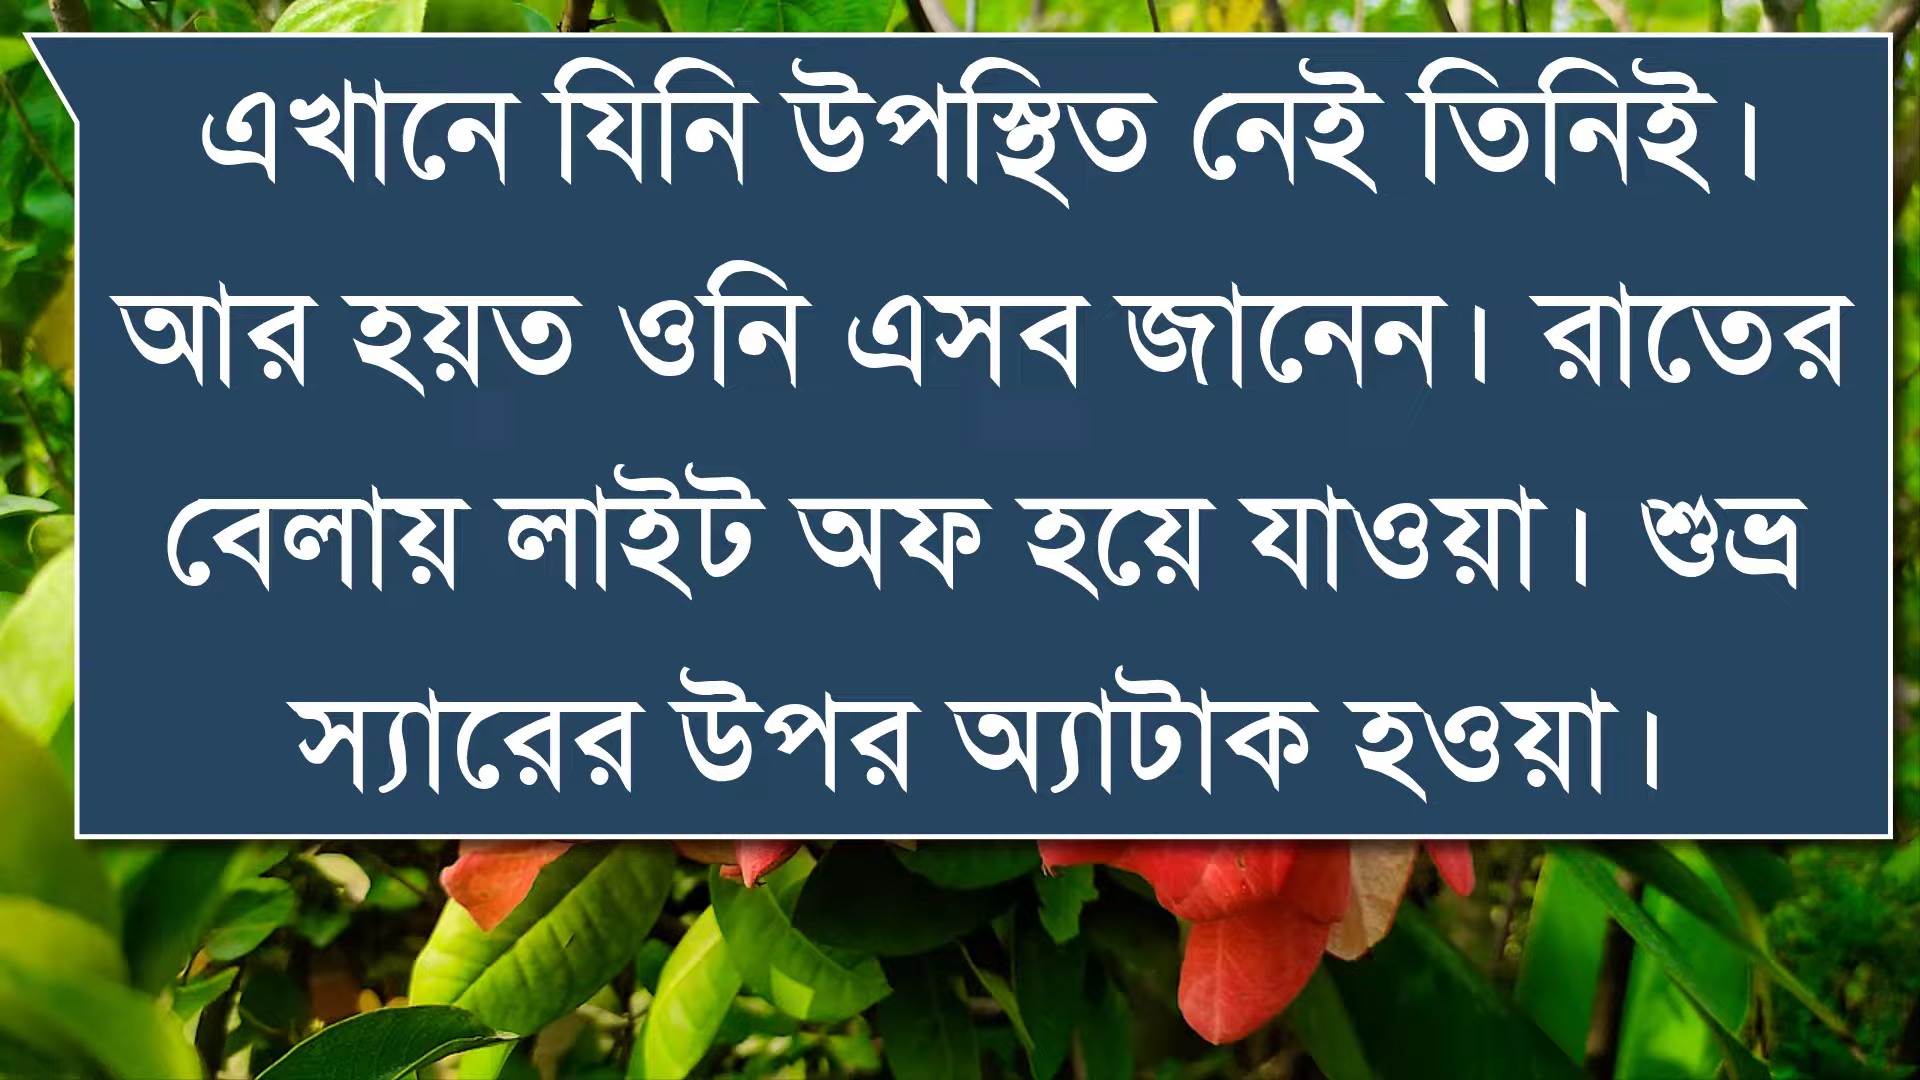 এখানে যিনি উপস্থিত নেই তিনিই।
আর হয়ত ওনি এসব জানেন। রাতের
বেলায় লাইট অফ হয়ে যাওয়া। শুভ্র
স্যারের উপর অ্যাটাক হওয়া।